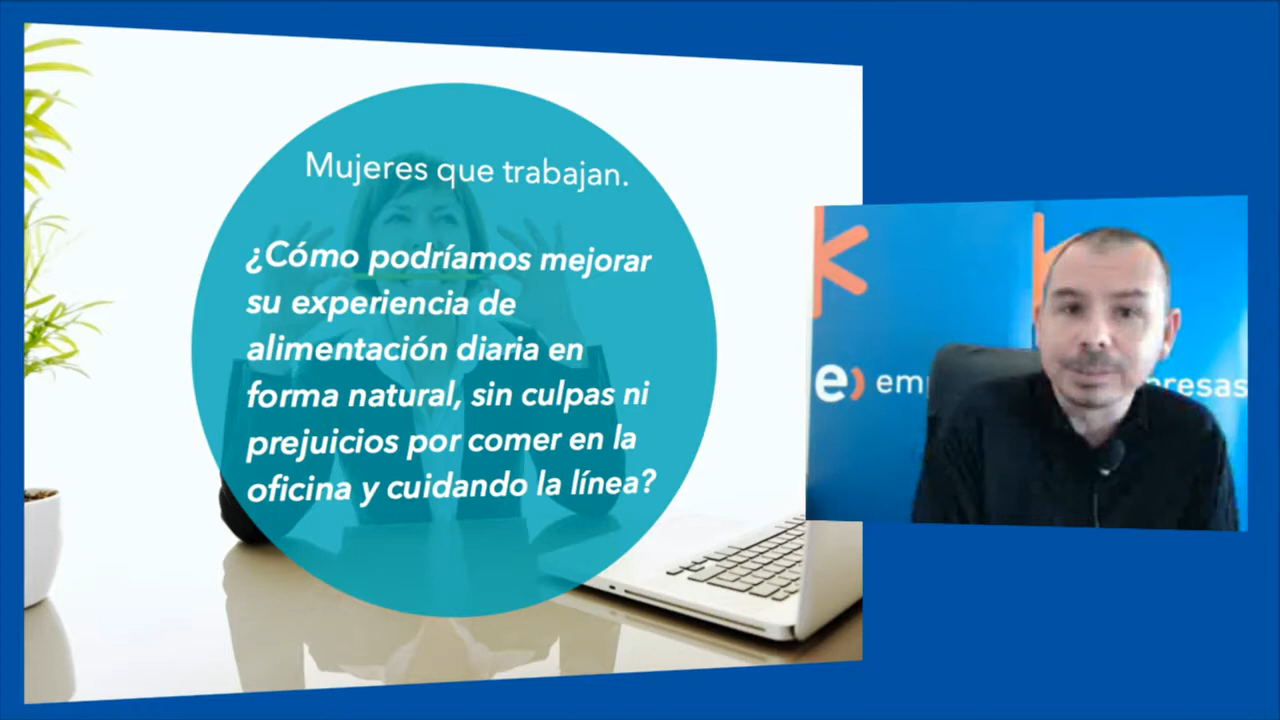 Mujeres que trabajan.
¿Cómo podríamos mejorar
su experiencia de
alimentación diaria en
forma natural, sin culpas ni
prejuicios por comer en la
oficina y cuidando la línea?
k
e) emp
presas